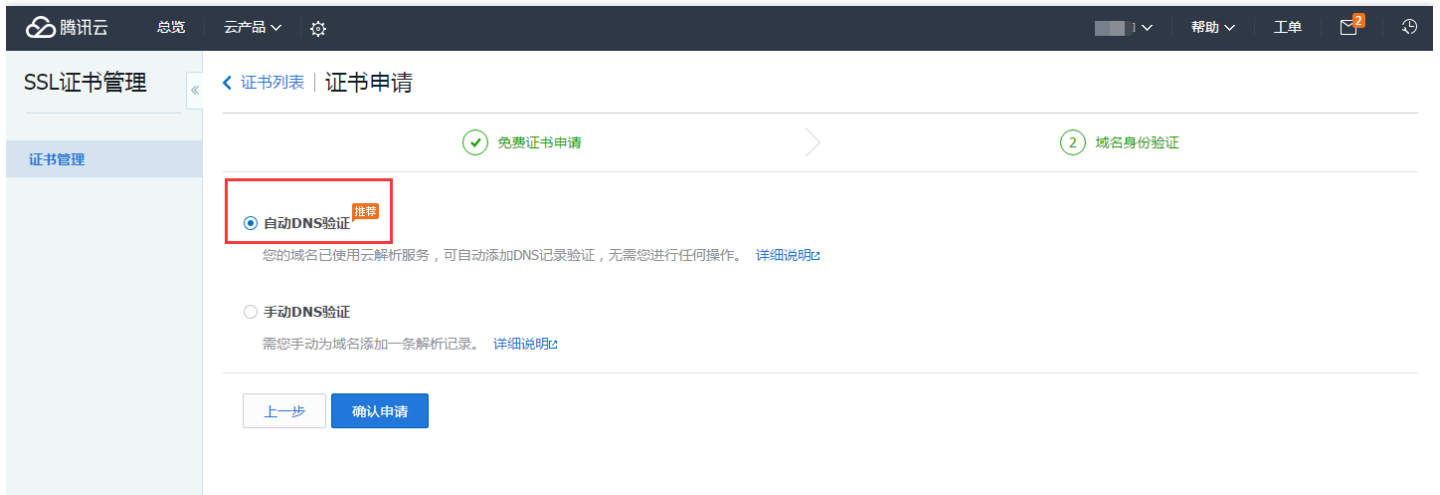 腾讯云 总览 云产品 帮助 工单 2
SSL证书管理
«
证书列表 | 证书申请
免费证书申请
2 域名身份验证
证书管理
自动DNS验证 推荐
您的域名已使用云解析服务，可自动添加DNS记录验证，无需您进行任何操作。 详细说明
手动DNS验证
需您手动为域名添加一条解析记录。 详细说明
上一步 确认申请